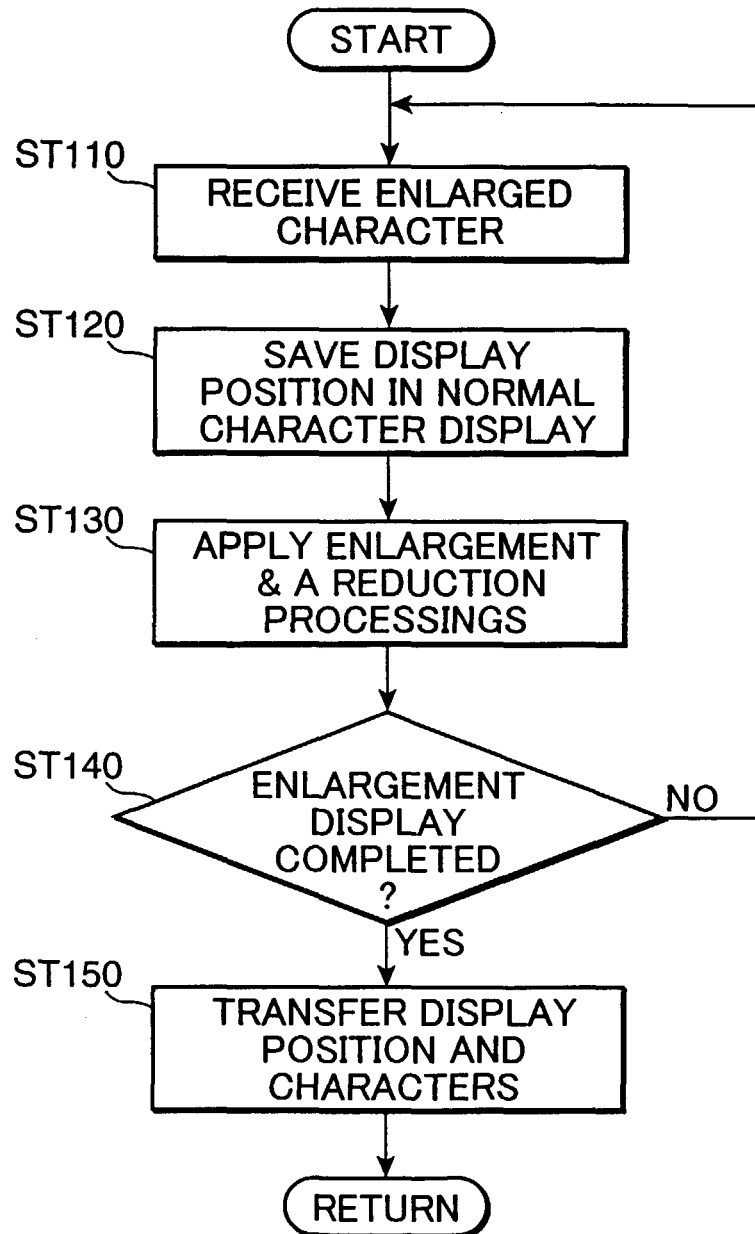 START
ST110
RECEIVE ENLARGED
CHARACTER
ST120
SAVE DISPLAY
POSITION IN NORMAL
CHARACTER DISPLAY
ST130
APPLY ENLARGEMENT
& A REDUCTION
PROCESSINGS
ST140
ENLARGEMENT
DISPLAY
COMPLETED
?
NO
YES
ST150
TRANSFER DISPLAY
POSITION AND
CHARACTERS
RETURN